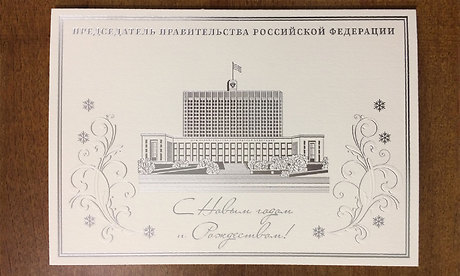 ПРЕДСЕДАТЕЛЬ ПРАВИТЕЛЬСТВА РОССИЙСКОЙ ФЕДЕРАЦИИ
С Новым годом
и Рождеством!